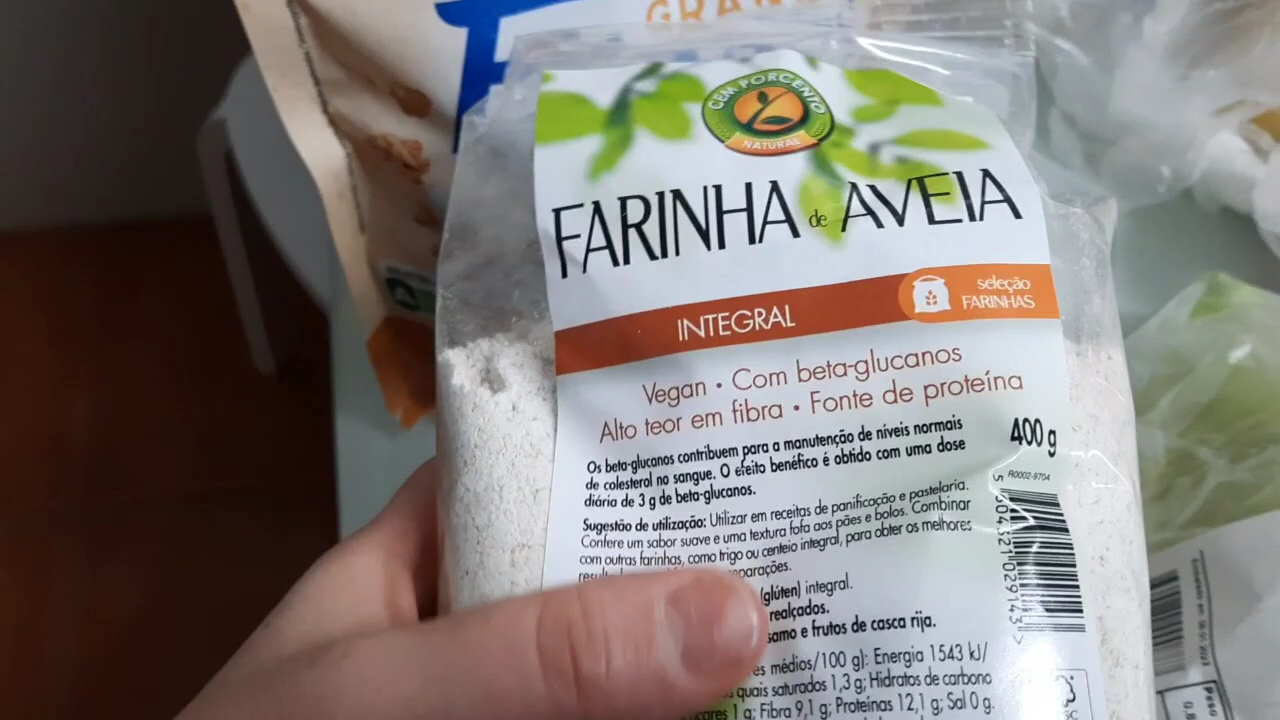 GRAN
CEM PORCENTO
NATURAL
FARINHA de AVEIA
INTEGRAL
seleção
FARINHAS
Vegan • Com beta-glucanos
Alto teor em fibra • Fonte de proteína
400 g
Os beta-glucanos contribuem para a manutenção de níveis normais
de colesterol no sangue. O efeito benéfico é obtido com uma dose
diária de 3 g de beta-glucanos.
R0002-9704
Sugestão de utilização: Utilizar em receitas de panificação e pastelaria.
Confere um sabor suave e uma textura fofa aos pães e bolos. Combinar
com outras farinhas, como trigo ou centeio integral, para obter os melhores
(glúten) integral.
realçados.
e frutos de casca rija.
médios/100 g): Energia 1543 kJ/
quais saturados 1,3 g; Hidratos de carbono
1 g; Fibra 9,1 g; Proteínas 12,1 g; Sal 0 g.
Peso